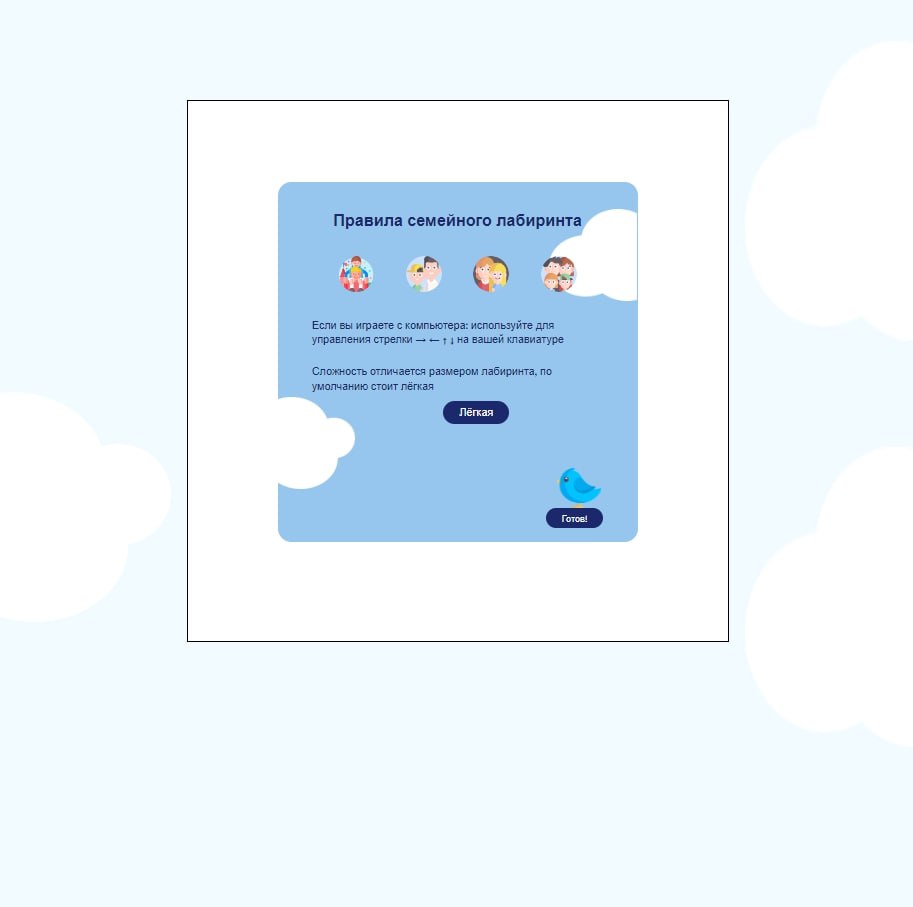 Правила семейного лабиринта
Если вы играете с компьютера: используйте для
управления стрелки → ← ↑ ↓ на вашей клавиатуре
Сложность отличается размером лабиринта, по
умолчанию стоит лёгкая
Лёгкая
Готов!